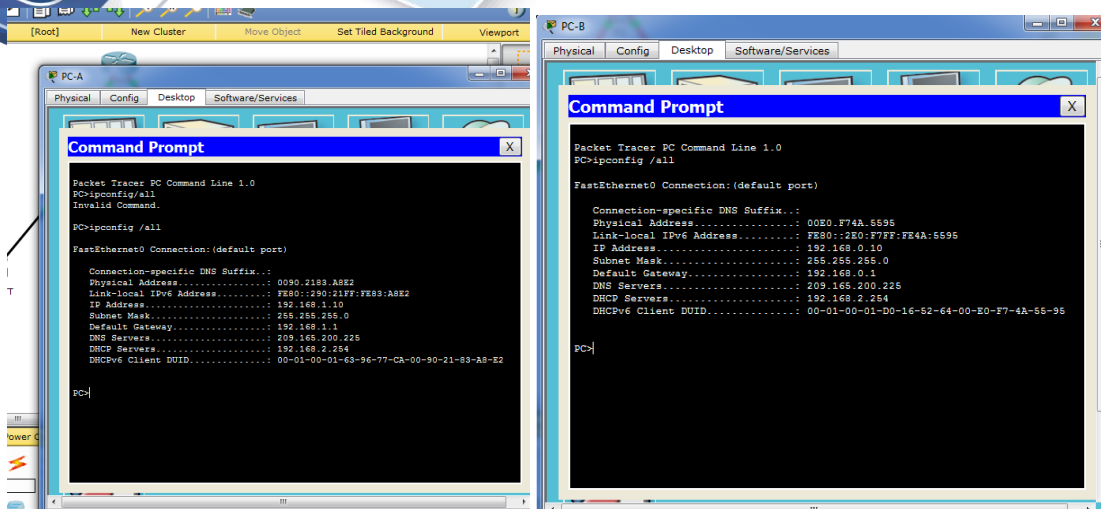 [Root] New Cluster Move Object Set Tiled Background Viewport
PC-A
Physical Config Desktop Software/Services
Command Prompt
X
Packet Tracer PC Command Line 1.0
PC>ipconfig/all
Invalid Command.
PC>ipconfig /all
FastEthernet0 Connection:(default port)
Connection-specific DNS Suffix..:
Physical Address................: 0090.2183.A8E2
Link-local IPv6 Address.........: FE80::290:21FF:FE83:A8E2
IP Address......................: 192.168.1.10
Subnet Mask.....................: 255.255.255.0
Default Gateway.................: 192.168.1.1
DNS Servers.....................: 209.165.200.225
DHCP Servers....................: 192.168.2.254
DHCPv6 Client DUID..............: 00-01-00-01-63-96-77-CA-00-90-21-83-A8-E2
PC>
PC-B
Physical Config Desktop Software/Services
Command Prompt
X
Packet Tracer PC Command Line 1.0
PC>ipconfig /all
FastEthernet0 Connection:(default port)
Connection-specific DNS Suffix..:
Physical Address................: 00E0.F74A.5595
Link-local IPv6 Address.........: FE80::2E0:F7FF:FE4A:5595
IP Address......................: 192.168.0.10
Subnet Mask.....................: 255.255.255.0
Default Gateway.................: 192.168.0.1
DNS Servers.....................: 209.165.200.225
DHCP Servers....................: 192.168.2.254
DHCPv6 Client DUID..............: 00-01-00-01-D0-16-52-64-00-E0-F7-4A-55-95
PC>